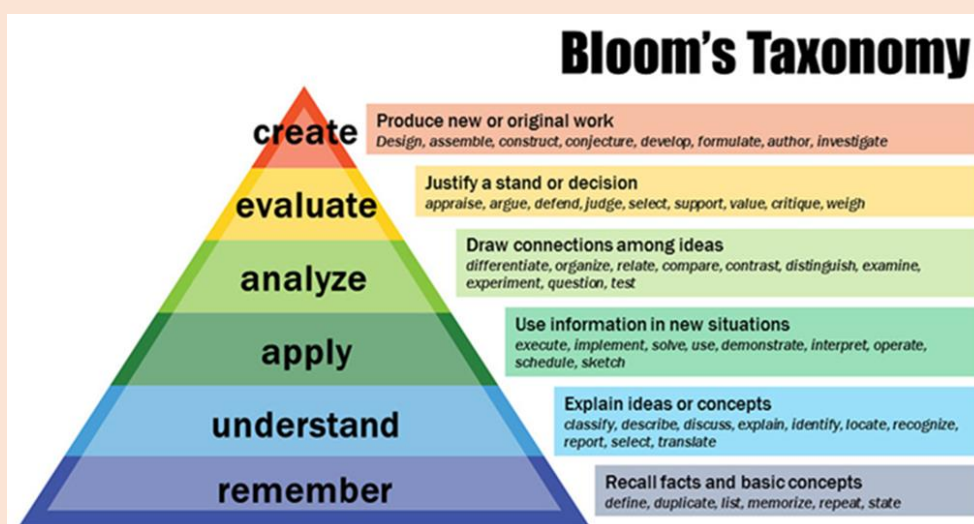 Bloom's Taxonomy
create
Produce new or original work
Design, assemble, construct, conjecture, develop, formulate, author, investigate
evaluate
Justify a stand or decision
appraise, argue, defend, judge, select, support, value, critique, weigh
analyze
Draw connections among ideas
differentiate, organize, relate, compare, contrast, distinguish, examine,
experiment, question, test
apply
Use information in new situations
execute, implement, solve, use, demonstrate, interpret, operate,
schedule, sketch
understand
Explain ideas or concepts
classify, describe, discuss, explain, identify, locate, recognize,
report, select, translate
remember
Recall facts and basic concepts
define, duplicate, list, memorize, repeat, state